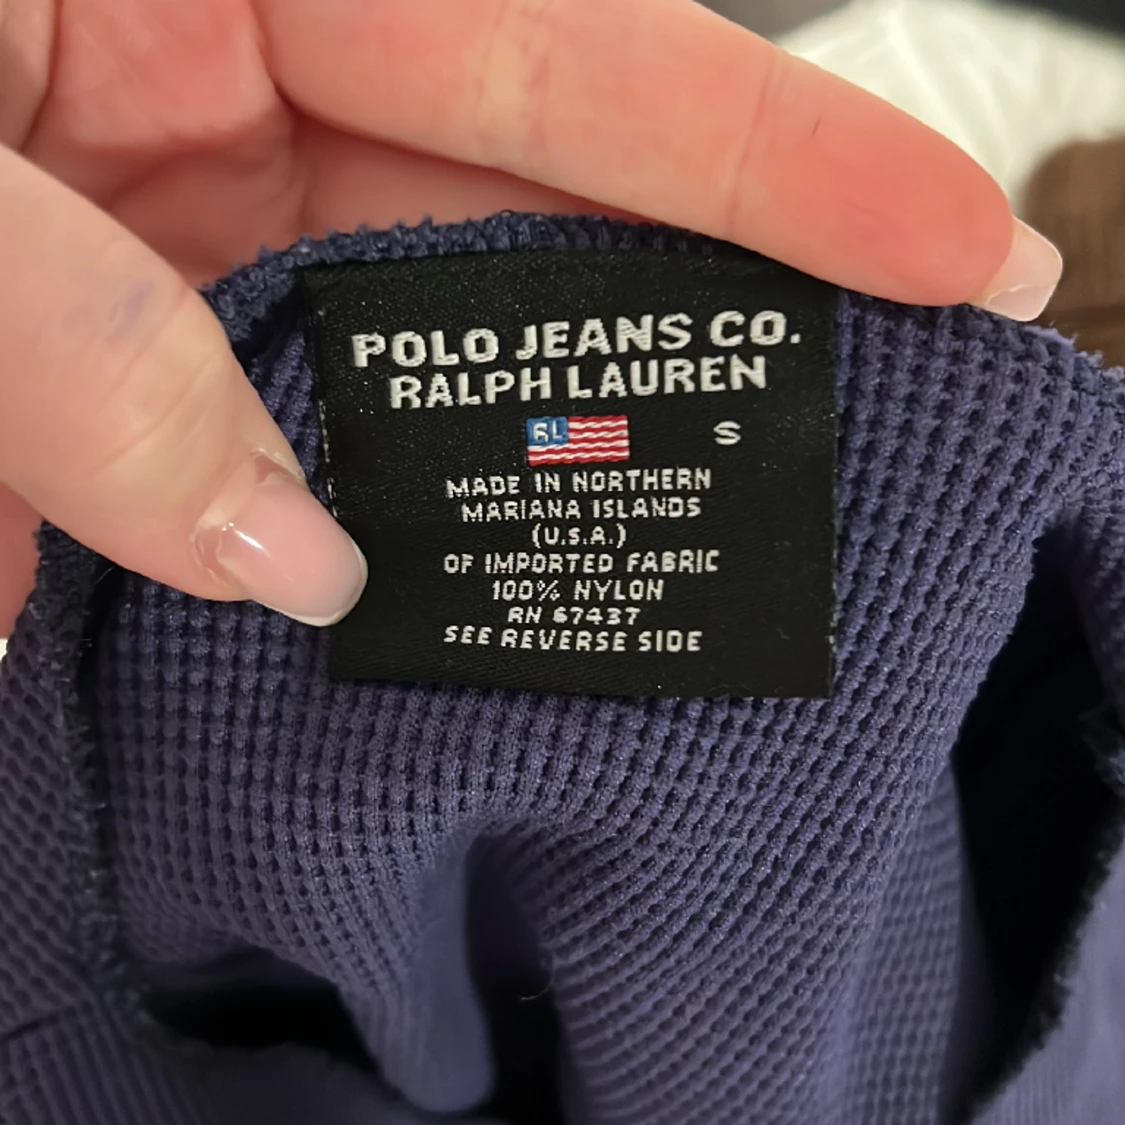 POLO JEANS CO.
RALPH LAUREN
RL
S
MADE IN NORTHERN
MARIANA ISLANDS
(U.S.A.)
OF IMPORTED FABRIC
100% NYLON
RN 67437
SEE REVERSE SIDE